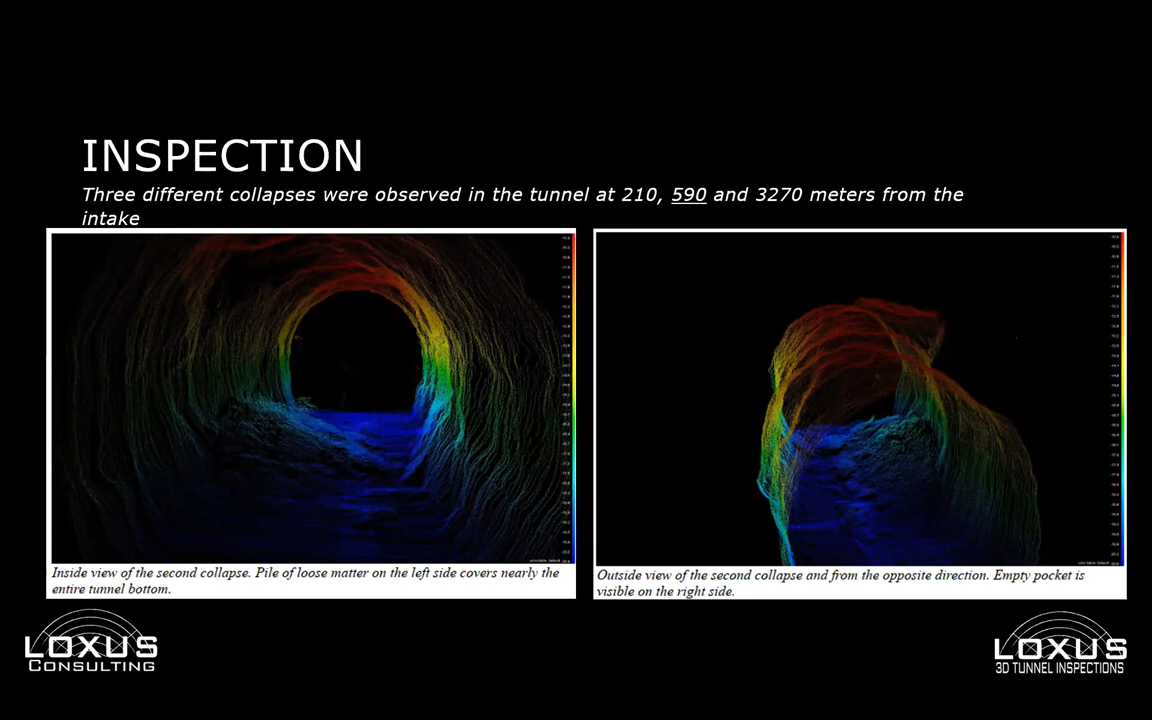 INSPECTION
Three different collapses were observed in the tunnel at 210, 590 and 3270 meters from the
intake
Inside view of the second collapse. Pile of loose matter on the left side covers nearly the
entire tunnel bottom.
Outside view of the second collapse and from the opposite direction. Empty pocket is
visible on the right side.
LOXUS
CONSULTING
LOXUS
3D TUNNEL INSPECTIONS